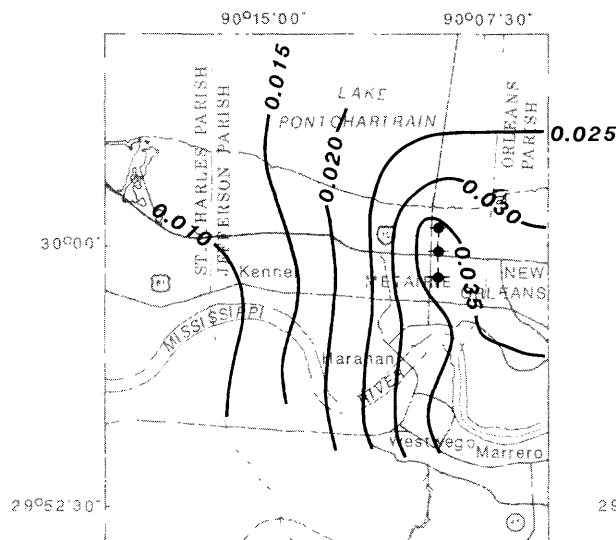 90°15'00"
90°07'30"
0.015
LAKE
PONTCHARTRAIN
ST CHARLES PARISH
JEFFERSON PARISH
ORLEANS
PARISH
0.025
0.020
0.030
0.010
30°00'
Kenner
METAIRIE
0.035
NEW
ORLEANS
MISSISSIPPI
Harahan
RIVER
Westwego
Marrero
29°52'30"
29